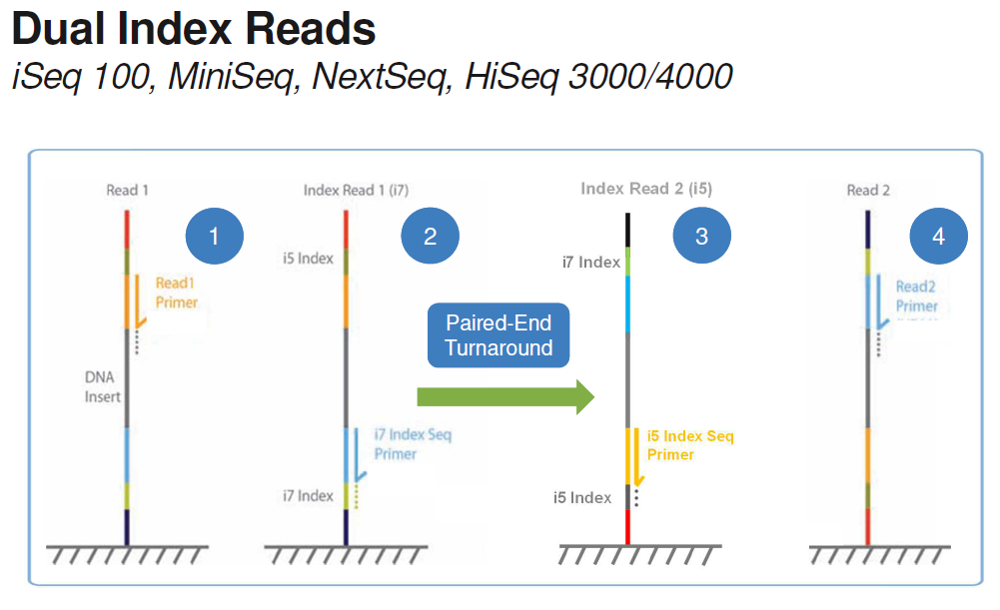 Dual Index Reads
iSeq 100, MiniSeq, NextSeq, HiSeq 3000/4000
Read 1
1
Read1
Primer
DNA
Insert
Index Read 1 (i7)
2
i5 Index
i7 Index Seq
Primer
i7 Index
Paired-End
Turnaround
Index Read 2 (i5)
3
i7 Index
i5 Index Seq
Primer
i5 Index
Read 2
4
Read2
Primer